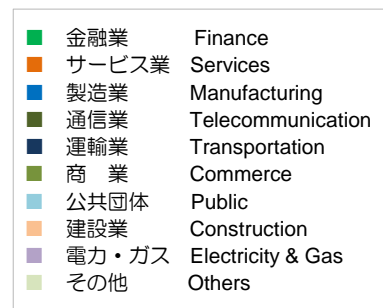 金融業 Finance
サービス業 Services
製造業 Manufacturing
通信業 Telecommunication
運輸業 Transportation
商　業 Commerce
公共団体 Public
建設業 Construction
電力・ガス Electricity & Gas
その他 Others